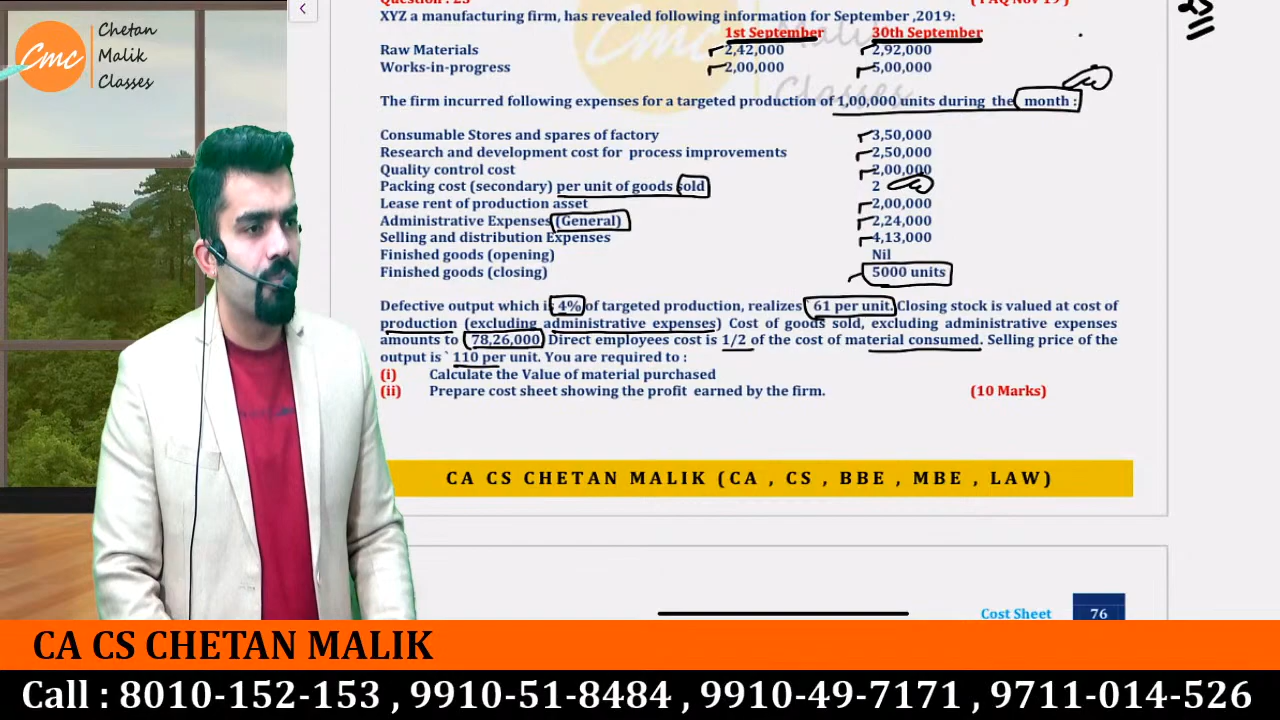 Question : 25 ( PAQ Nov 19 )
XYZ a manufacturing firm, has revealed following information for September ,2019:
1st September 30th September
Raw Materials 2,42,000 2,92,000
Works-in-progress 2,00,000 5,00,000
The firm incurred following expenses for a targeted production of 1,00,000 units during the month :
Consumable Stores and spares of factory 3,50,000
Research and development cost for process improvements 2,50,000
Quality control cost 2,00,000
Packing cost (secondary) per unit of goods sold 2
Lease rent of production asset 2,00,000
Administrative Expenses (General) 2,24,000
Selling and distribution Expenses 4,13,000
Finished goods (opening) Nil
Finished goods (closing) 5000 units
Defective output which is 4% of targeted production, realizes 61 per unit. Closing stock is valued at cost of
production (excluding administrative expenses) Cost of goods sold, excluding administrative expenses
amounts to 78,26,000 Direct employees cost is 1/2 of the cost of material consumed. Selling price of the
output is ` 110 per unit. You are required to :
(i) Calculate the Value of material purchased
(ii) Prepare cost sheet showing the profit earned by the firm. (10 Marks)
CA CS CHETAN MALIK (CA , CS , BBE , MBE , LAW)
Cost Sheet 76
cmc
Chetan
Malik
Classes
Malik
Classes
CA CS CHETAN MALIK
Call : 8010-152-153 , 9910-51-8484 , 9910-49-7171 , 9711-014-526